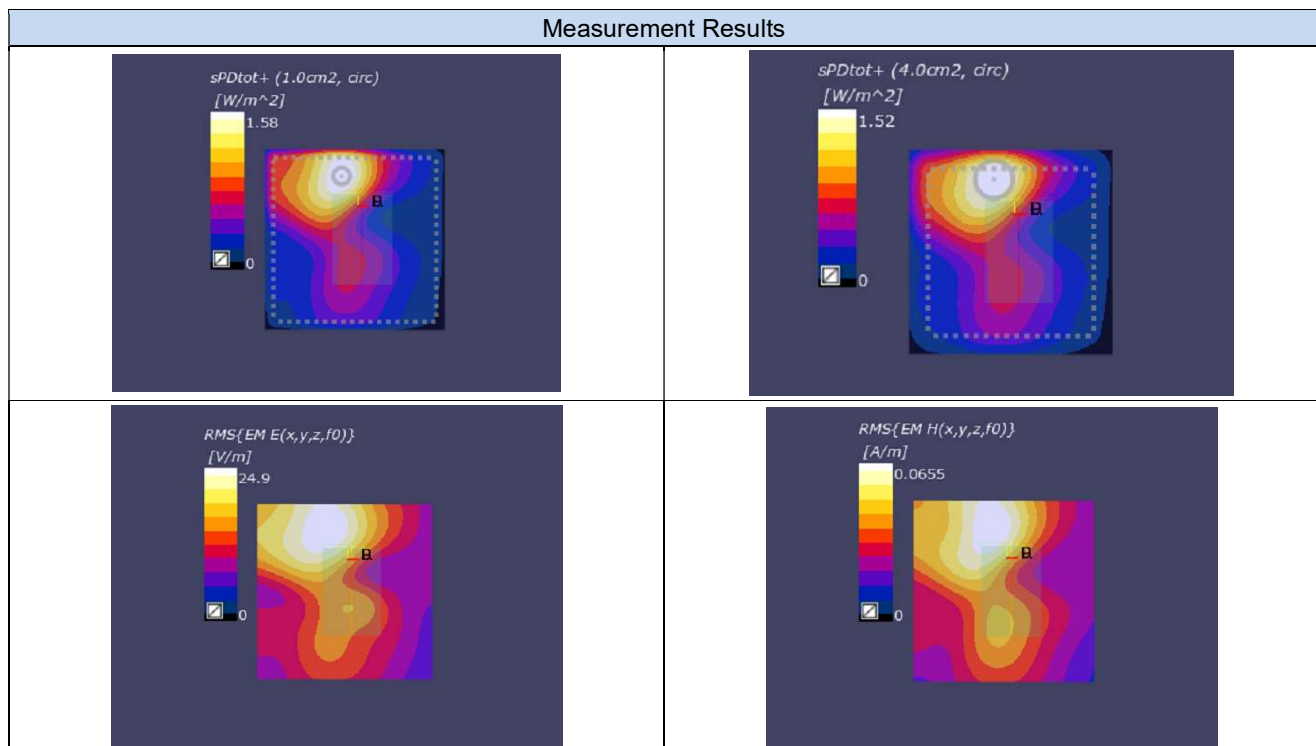 Measurement Results
sPDtot+ (1.0cm2, circ)
[W/m^2]
1.58
0
sPDtot+ (4.0cm2, circ)
[W/m^2]
1.52
0
RMS{EM E(x,y,z,f0)}
[V/m]
24.9
0
RMS{EM H(x,y,z,f0)}
[A/m]
0.0655
0